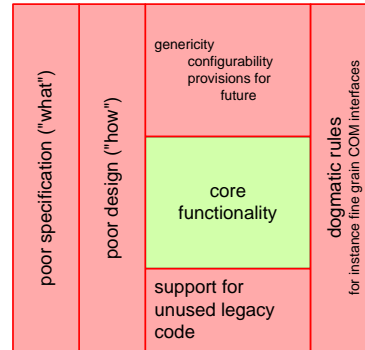 poor specification ("what")
poor design ("how")
genericity
configurability
provisions for
future
core
functionality
support for
unused legacy
code
dogmatic rules
for instance fine grain COM interfaces